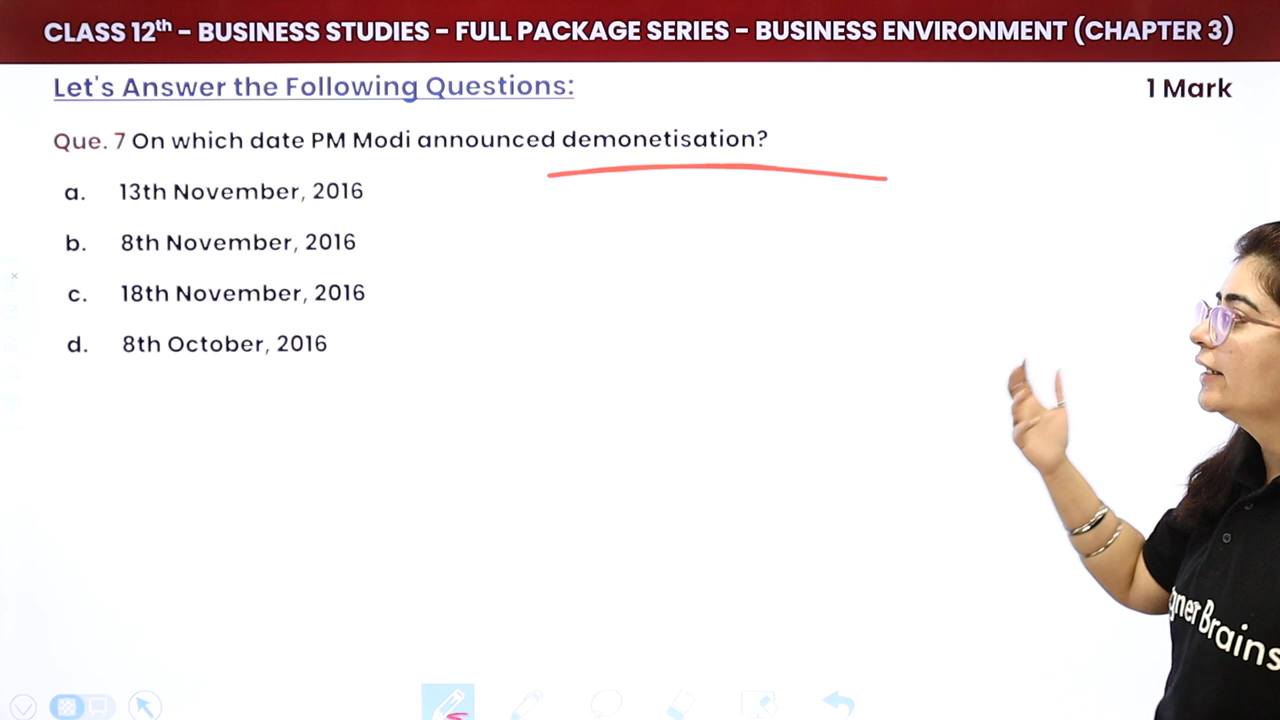 CLASS 12th – BUSINESS STUDIES – FULL PACKAGE SERIES – BUSINESS ENVIRONMENT (CHAPTER 3)
Let's Answer the Following Questions:
1 Mark
Que. 7 On which date PM Modi announced demonetisation?
a. 13th November, 2016
b. 8th November, 2016
c. 18th November, 2016
d. 8th October, 2016
Brains